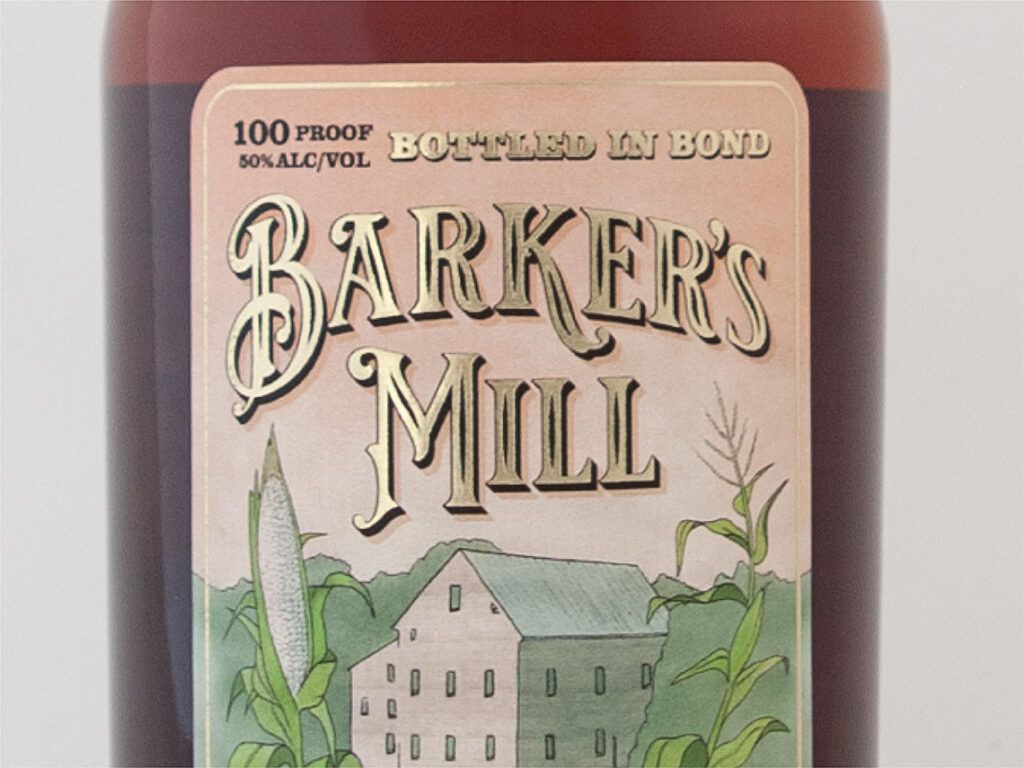 100 PROOF
50% ALC/VOL
BOTTLED IN BOND
BARKER'S
MILL